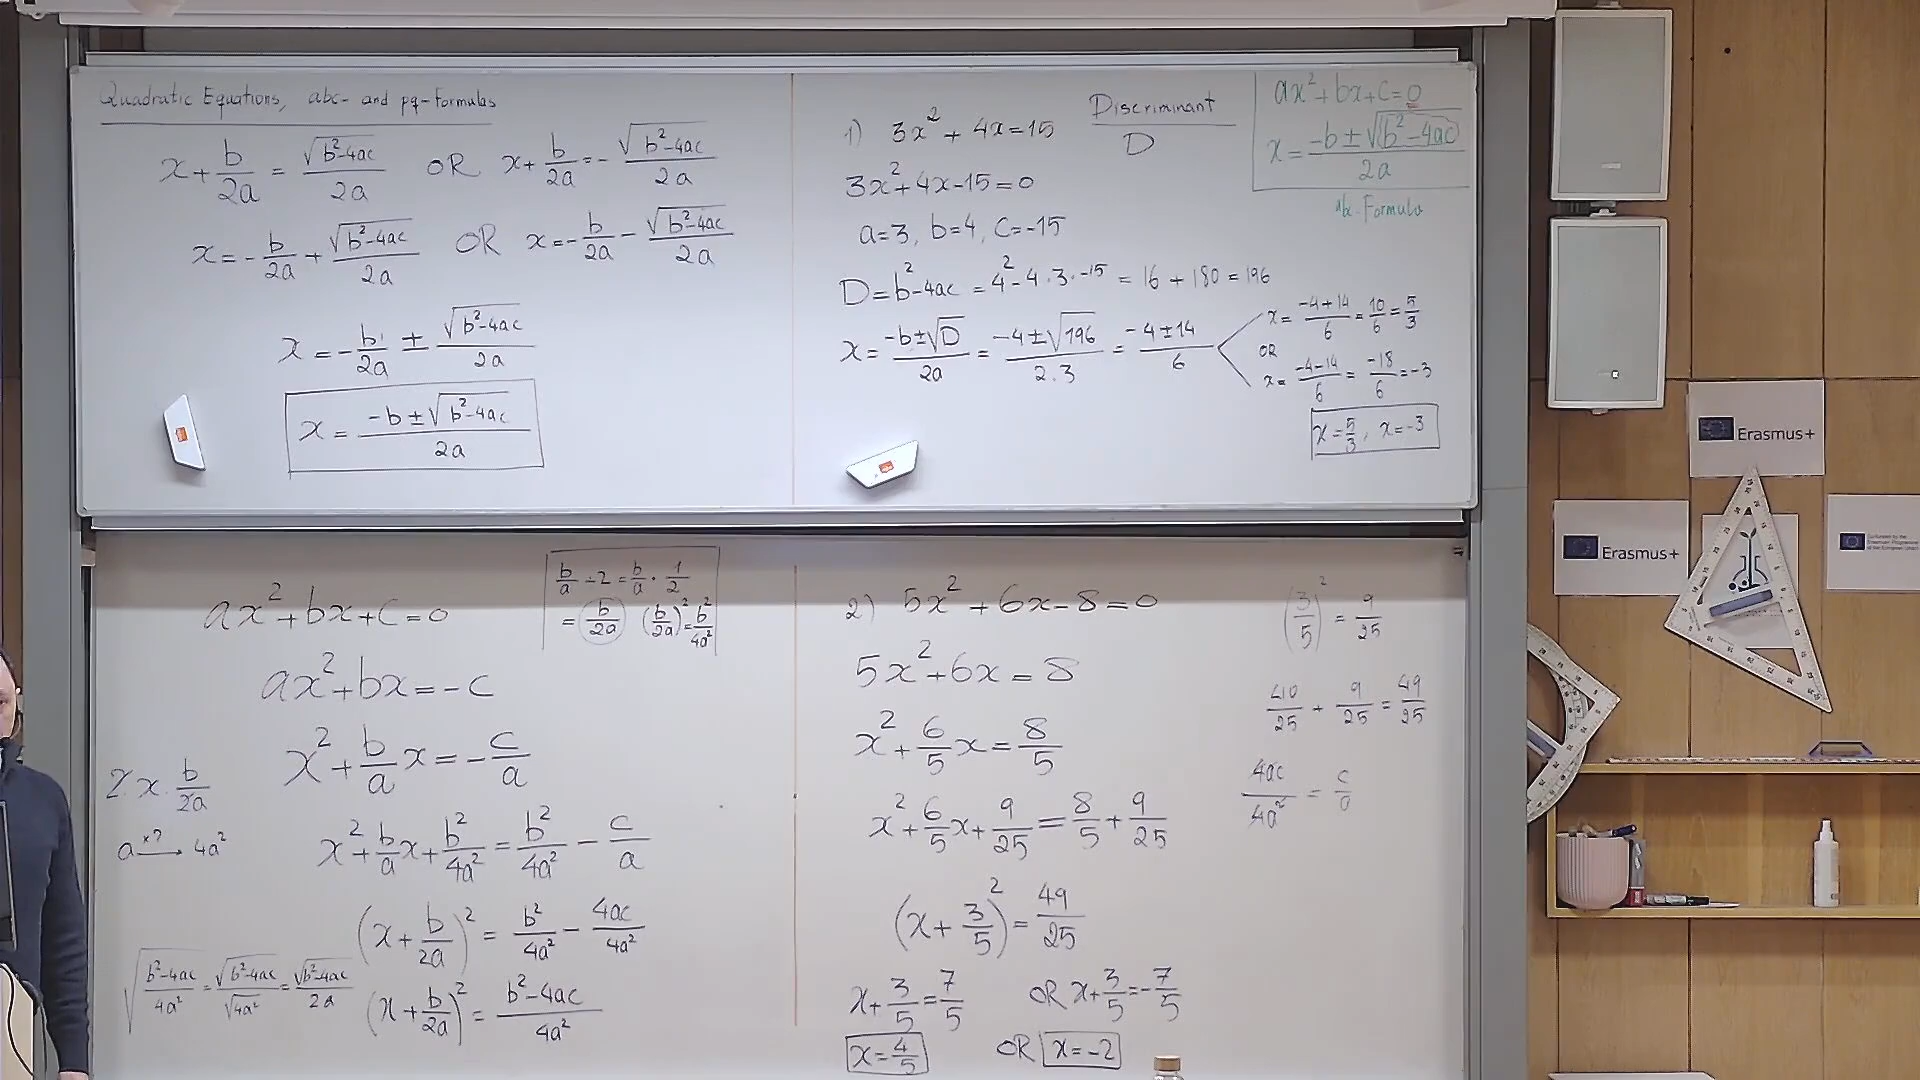 Quadratic Equations, abc- and pq-Formulas
x + b/2a = √(b²-4ac)/2a OR x + b/2a = - √(b²-4ac)/2a
x = - b/2a + √(b²-4ac)/2a OR x = - b/2a - √(b²-4ac)/2a
x = - b/2a ± √(b²-4ac)/2a
x = (-b ± √(b²-4ac))/2a
1) 3x² + 4x = 15
3x² + 4x - 15 = 0
a=3, b=4, c=-15
D = b² - 4ac = 4² - 4 · 3 · -15 = 16 + 180 = 196
x = (-b ± √D)/2a = (-4 ± √196)/(2 · 3) = (-4 ± 14)/6
x = (-4+14)/6 = 10/6 = 5/3
OR
x = (-4-14)/6 = -18/6 = -3
x = 5/3, x = -3
Discriminant
D
ax² + bx + c = 0
x = (-b ± √(b² - 4ac))/2a
abc-Formula
ax² + bx + c = 0
ax² + bx = -c
x² + b/a x = - c/a
x² + b/a x + b²/4a² = b²/4a² - c/a
(x + b/2a)² = b²/4a² - 4ac/4a²
(x + b/2a)² = (b² - 4ac)/4a²
b/a ÷ 2 = b/a · 1/2
= b/2a (b/2a)² = b²/4a²
2 · x · b/2a
a ×?→ 4a²
√((b²-4ac)/4a²) = √(b²-4ac)/√(4a²) = √(b²-4ac)/2a
2) 5x² + 6x - 8 = 0
5x² + 6x = 8
x² + 6/5 x = 8/5
x² + 6/5 x + 9/25 = 8/5 + 9/25
(x + 3/5)² = 49/25
x + 3/5 = 7/5 OR x + 3/5 = - 7/5
x = 4/5 OR x = -2
(3/5)² = 9/25
40/25 + 9/25 = 49/25
4ac/4a² = c/a
Erasmus+
Erasmus+